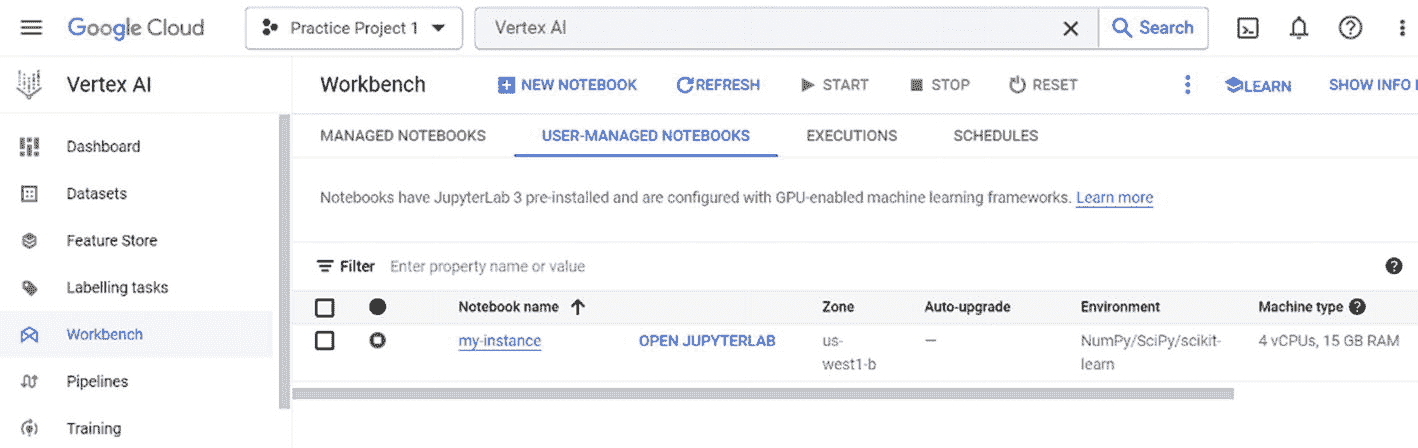 Google Cloud
Practice Project 1
Vertex AI
Search
Vertex AI
Workbench
NEW NOTEBOOK
REFRESH
START
STOP
RESET
LEARN
SHOW INFO
MANAGED NOTEBOOKS
USER-MANAGED NOTEBOOKS
EXECUTIONS
SCHEDULES
Dashboard
Datasets
Feature Store
Labelling tasks
Workbench
Pipelines
Training
Notebooks have JupyterLab 3 pre-installed and are configured with GPU-enabled machine learning frameworks. Learn more
Filter Enter property name or value
Notebook name
Zone
Auto-upgrade
Environment
Machine type
my-instance
OPEN JUPYTERLAB
us-
west1-b
—
NumPy/SciPy/scikit-
learn
4 vCPUs, 15 GB RAM